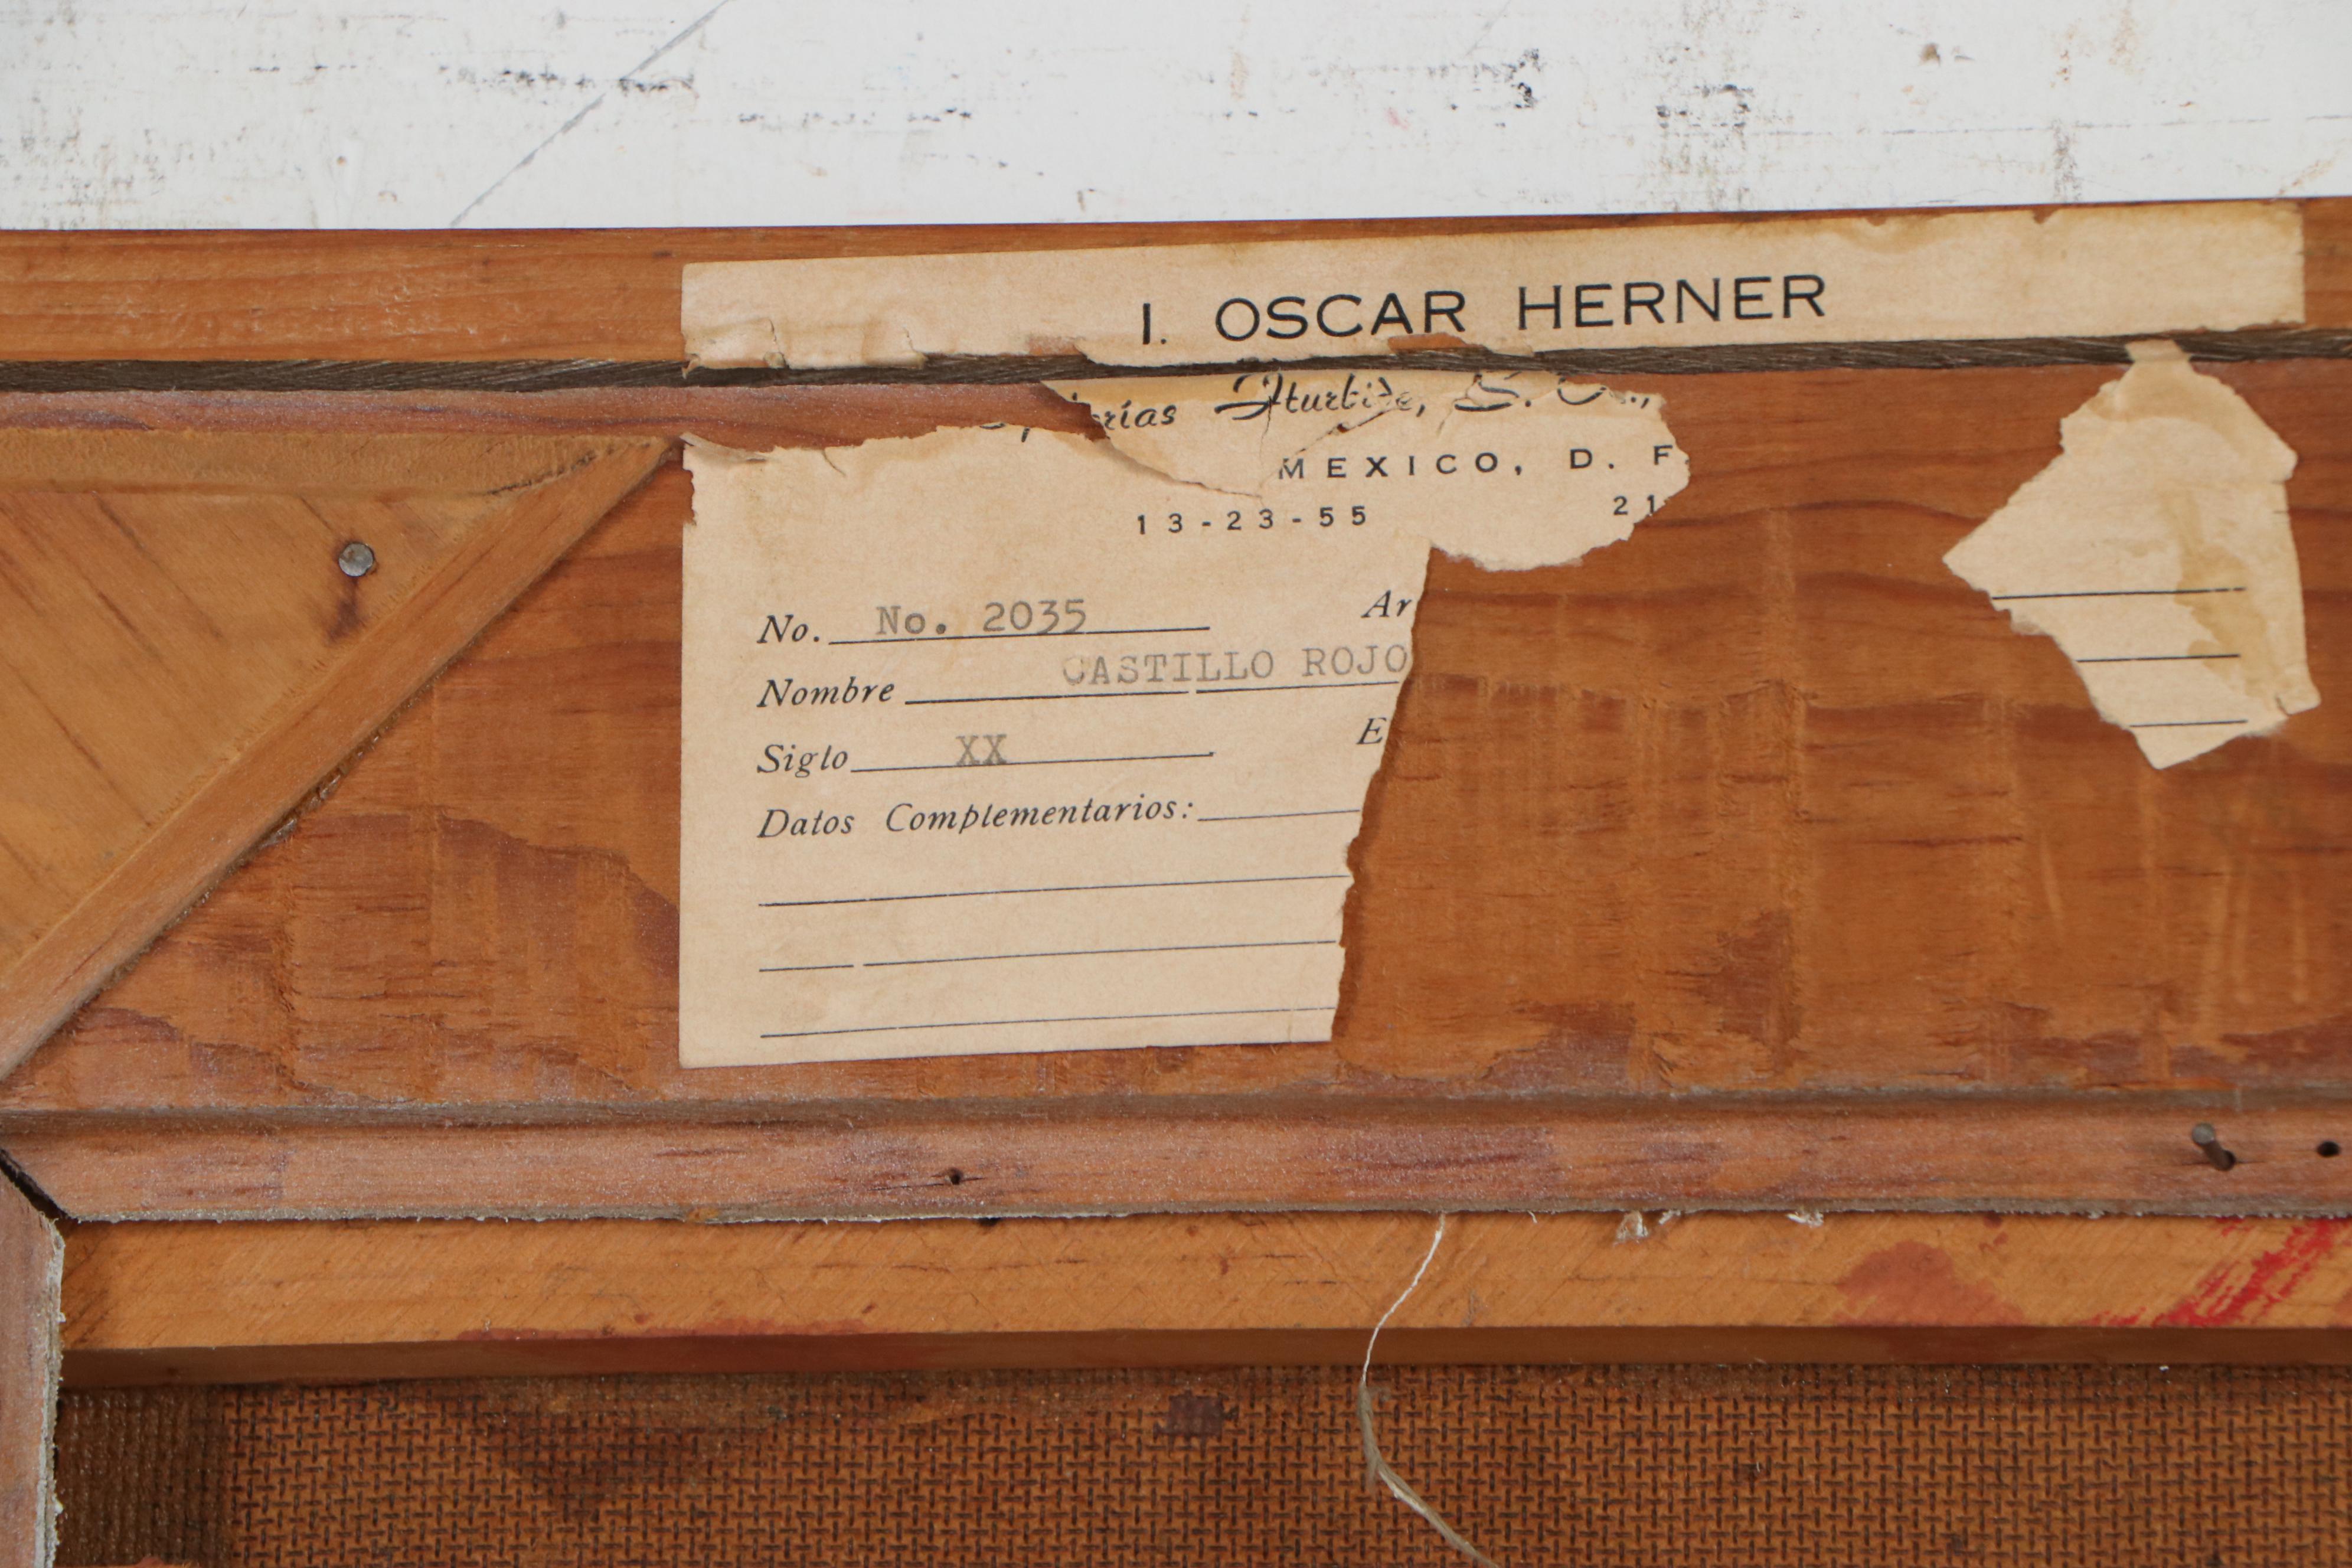 I. OSCAR HERNER
erías Iturbide, S.
MEXICO, D. F
13-23-55 21
No. No. 2035 Ar
Nombre CASTILLO ROJO
Siglo XX E
Datos Complementarios: